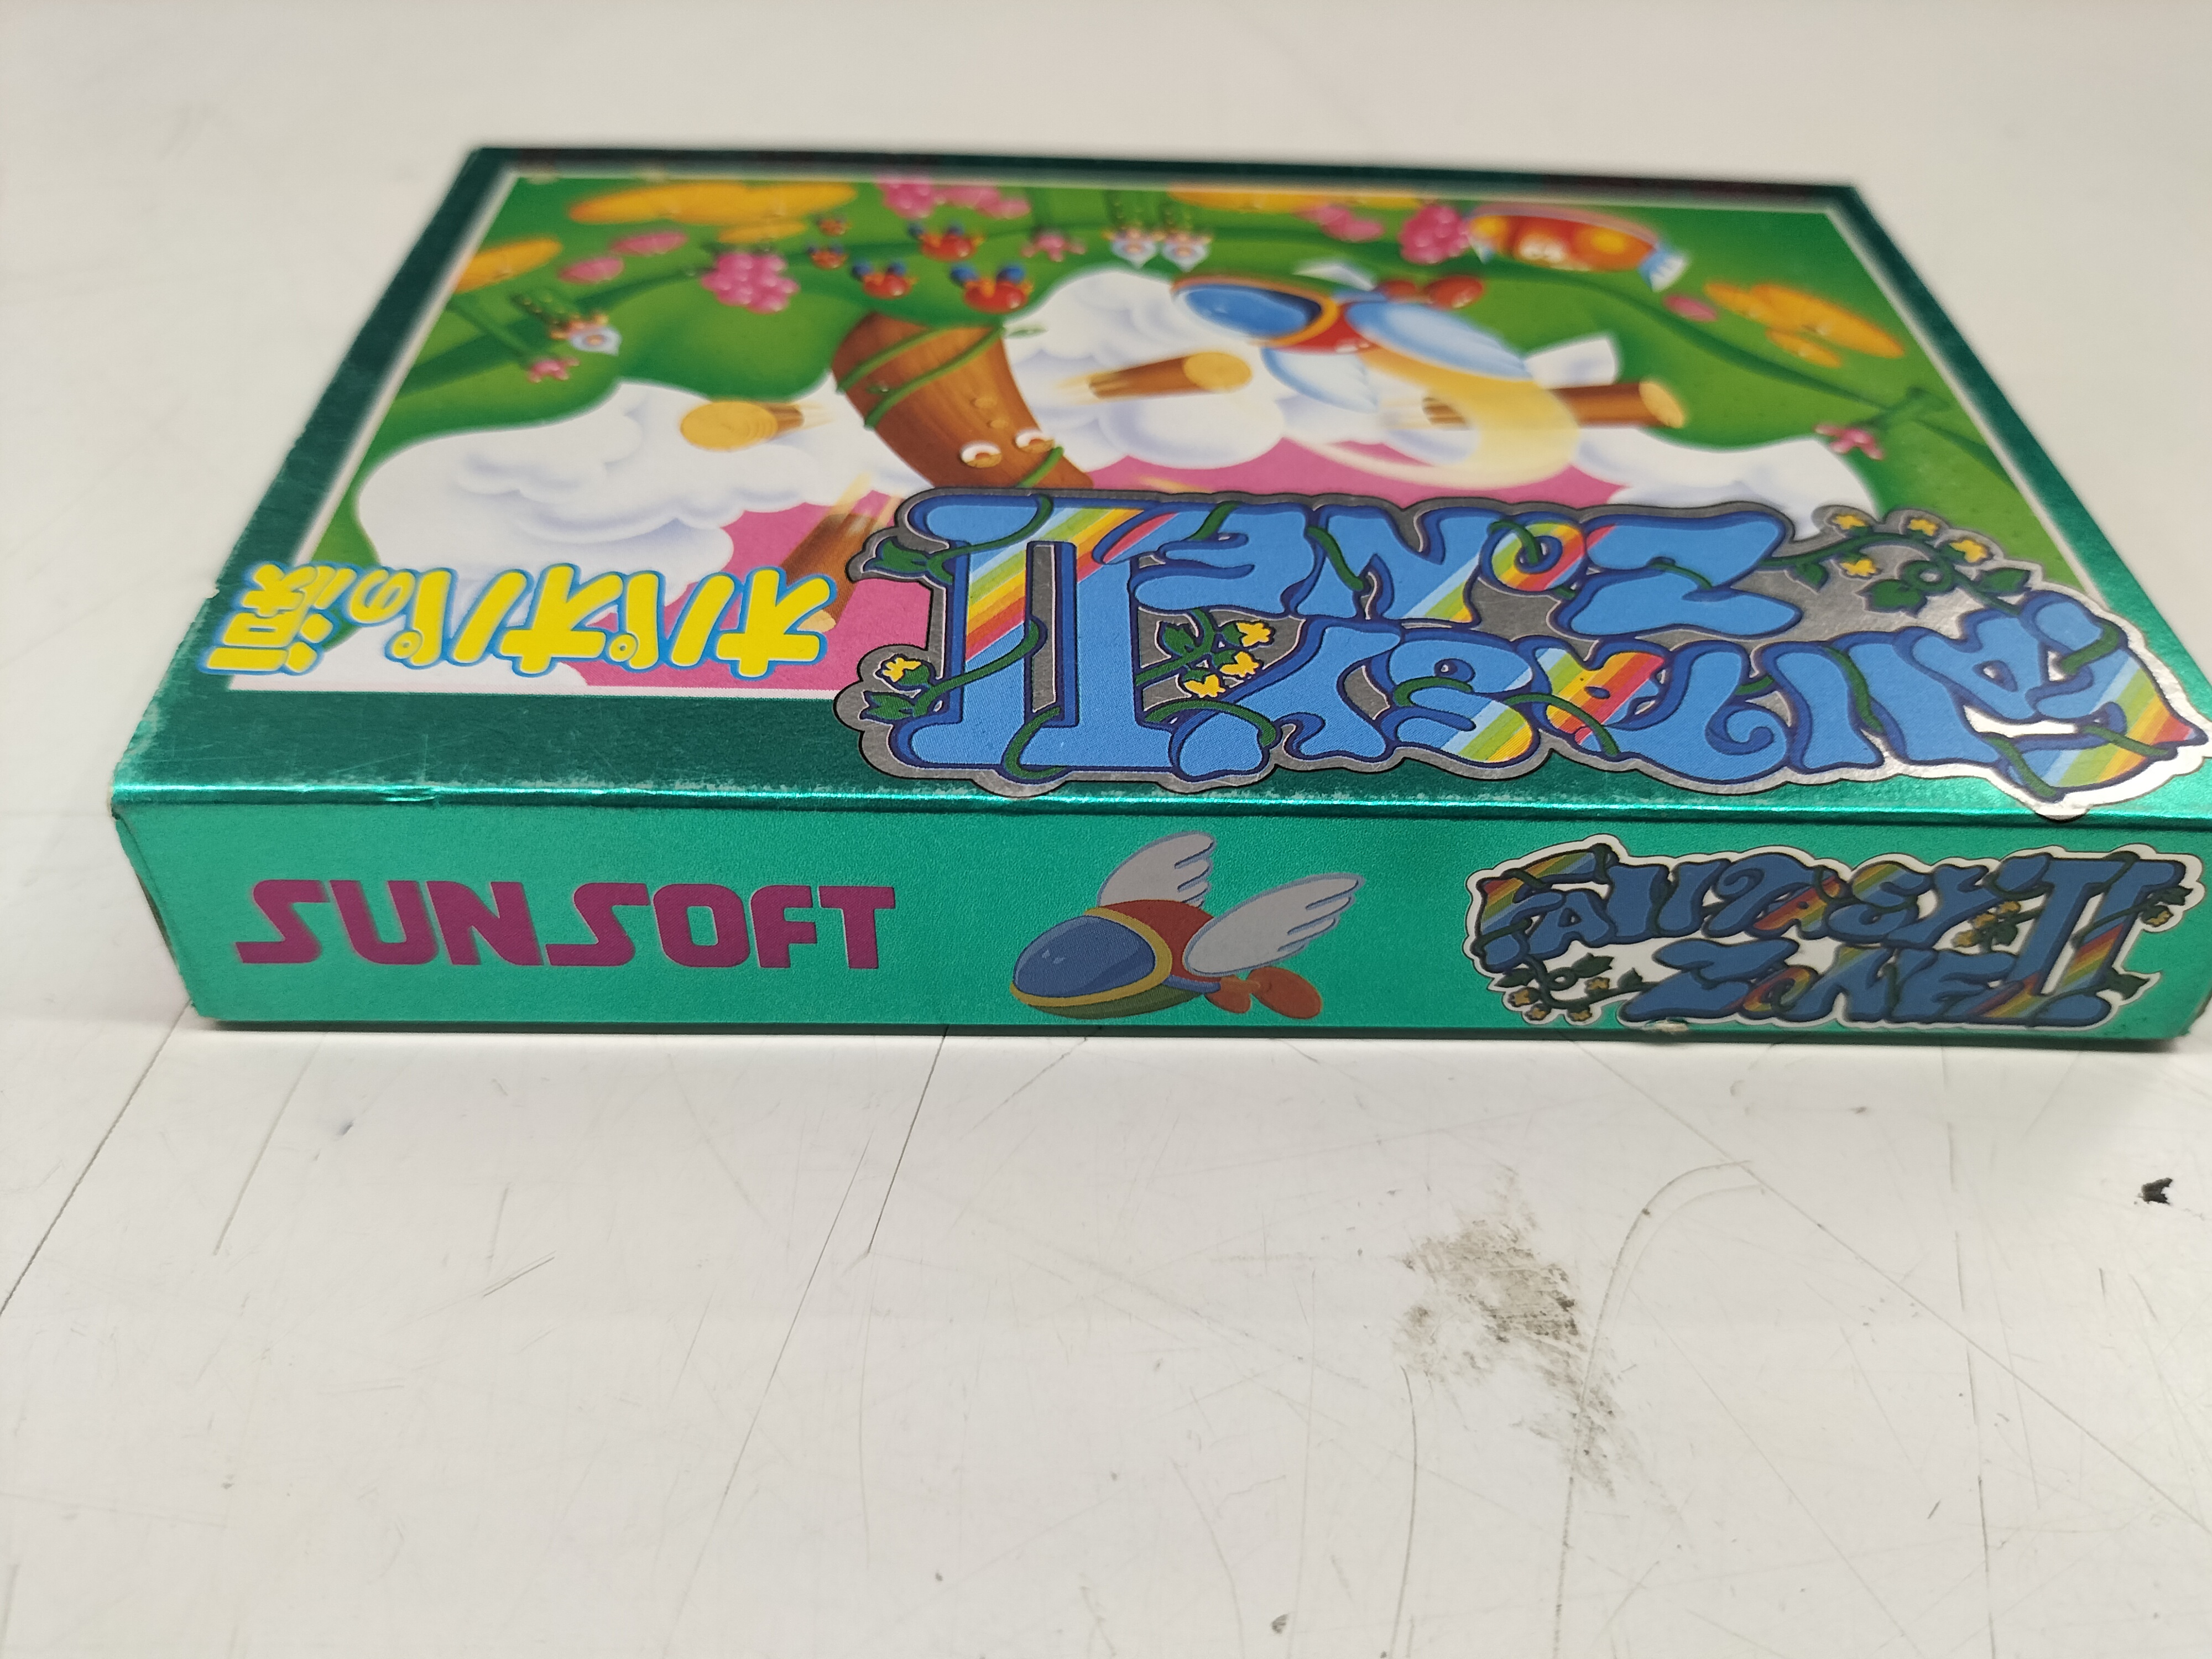 FANTASY
ZONE II
オパオパの涙
SUNSOFT
FANTASY II
ZONE